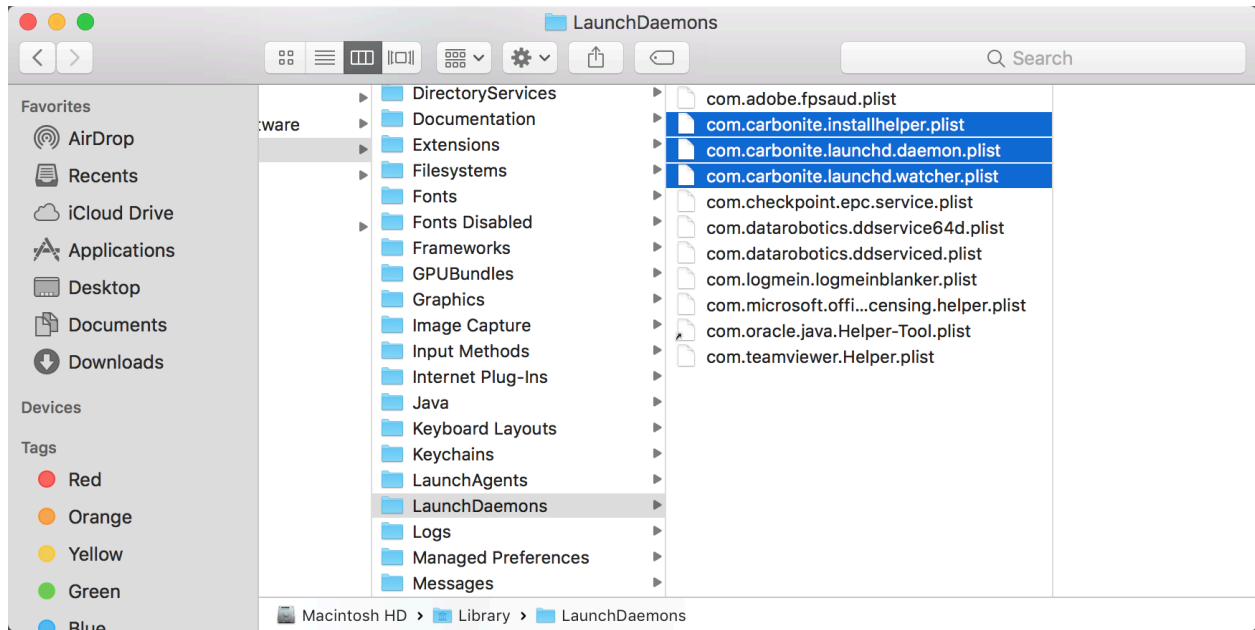 LaunchDaemons
Search
Favorites
AirDrop
Recents
iCloud Drive
Applications
Desktop
Documents
Downloads
Devices
Tags
Red
Orange
Yellow
Green
Blue
tware
DirectoryServices
Documentation
Extensions
Filesystems
Fonts
Fonts Disabled
Frameworks
GPUBundles
Graphics
Image Capture
Input Methods
Internet Plug-Ins
Java
Keyboard Layouts
Keychains
LaunchAgents
LaunchDaemons
Logs
Managed Preferences
Messages
com.adobe.fpsaud.plist
com.carbonite.installhelper.plist
com.carbonite.launchd.daemon.plist
com.carbonite.launchd.watcher.plist
com.checkpoint.epc.service.plist
com.datarobotics.ddservice64d.plist
com.datarobotics.ddserviced.plist
com.logmein.logmeinblanker.plist
com.microsoft.offi...censing.helper.plist
com.oracle.java.Helper-Tool.plist
com.teamviewer.Helper.plist
Macintosh HD › Library › LaunchDaemons